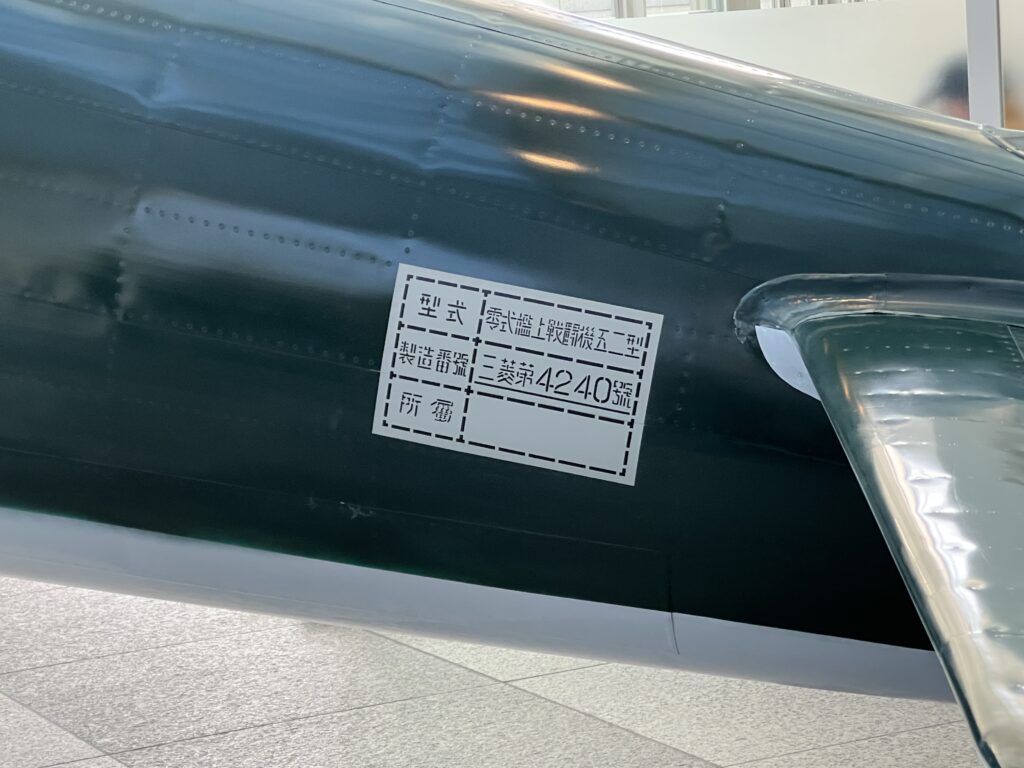 型式 零式艦上戰鬪機五二型
製造番號 三菱第4240號
所屬